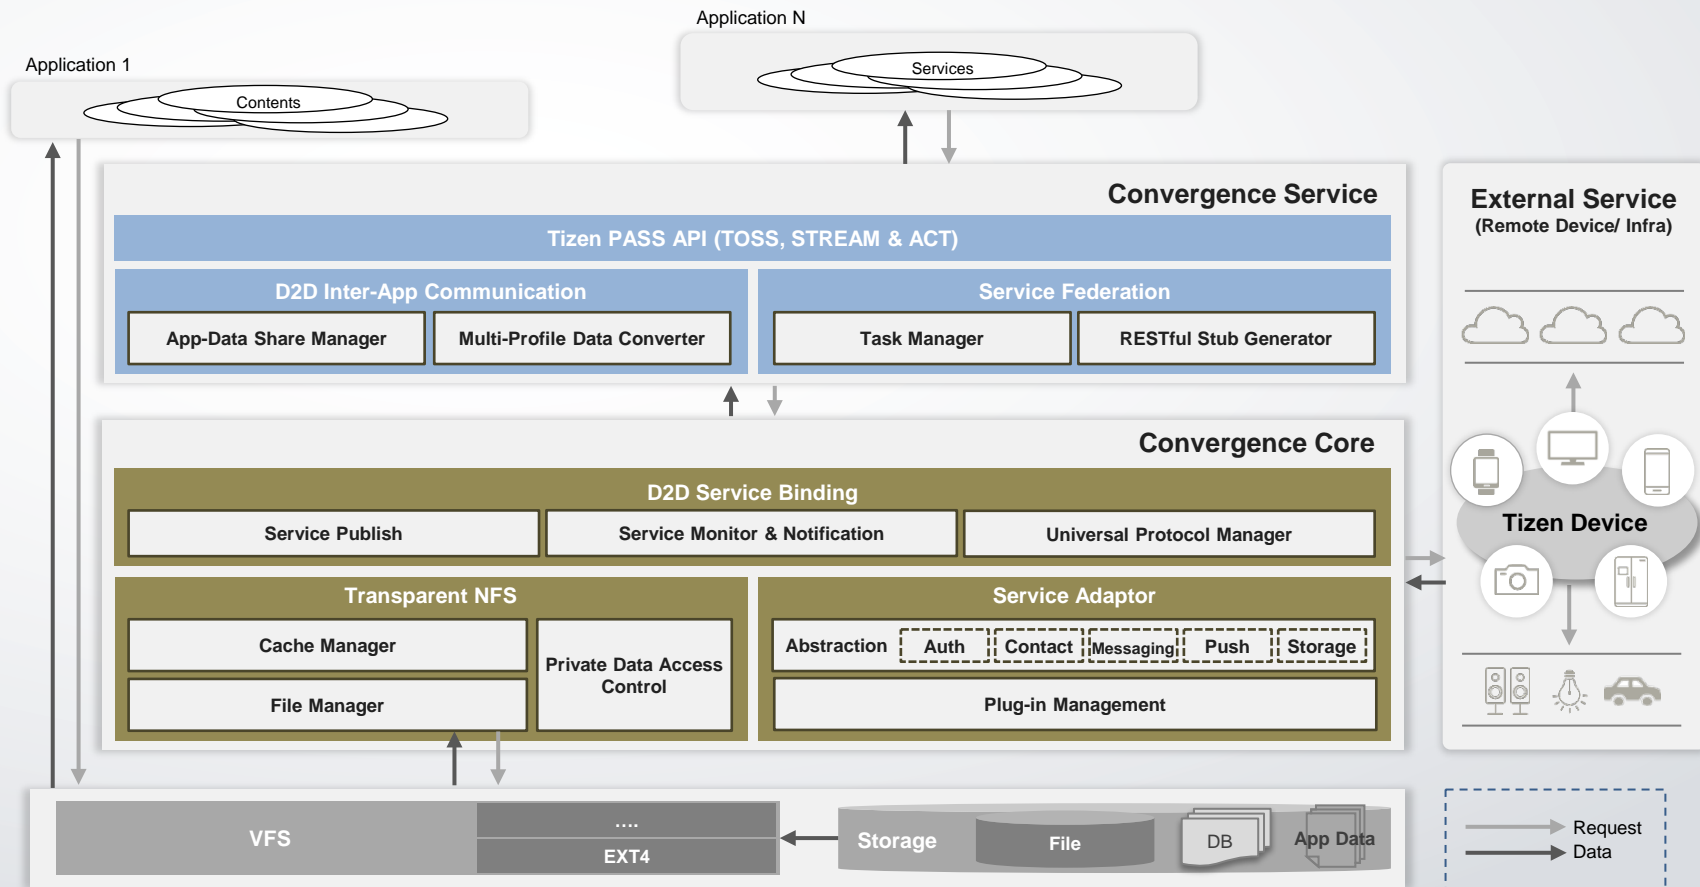 Application N
Services
Application 1
Contents
Convergence Service
Tizen PASS API (TOSS, STREAM & ACT)
D2D Inter-App Communication
App-Data Share Manager
Multi-Profile Data Converter
Service Federation
Task Manager
RESTful Stub Generator
Convergence Core
D2D Service Binding
Service Publish
Service Monitor & Notification
Universal Protocol Manager
Transparent NFS
Cache Manager
File Manager
Private Data Access
Control
Service Adaptor
Abstraction
Auth
Contact
Messaging
Push
Storage
Plug-in Management
External Service
(Remote Device/ Infra)
Tizen Device
VFS
....
EXT4
Storage
File
DB
App Data
Request
Data